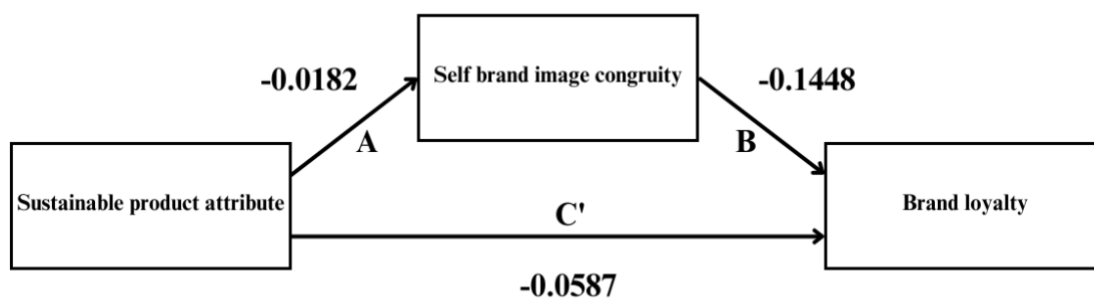 Self brand image congruity
-0.0182
-0.1448
A
B
Sustainable product attribute
Brand loyalty
C'
-0.0587